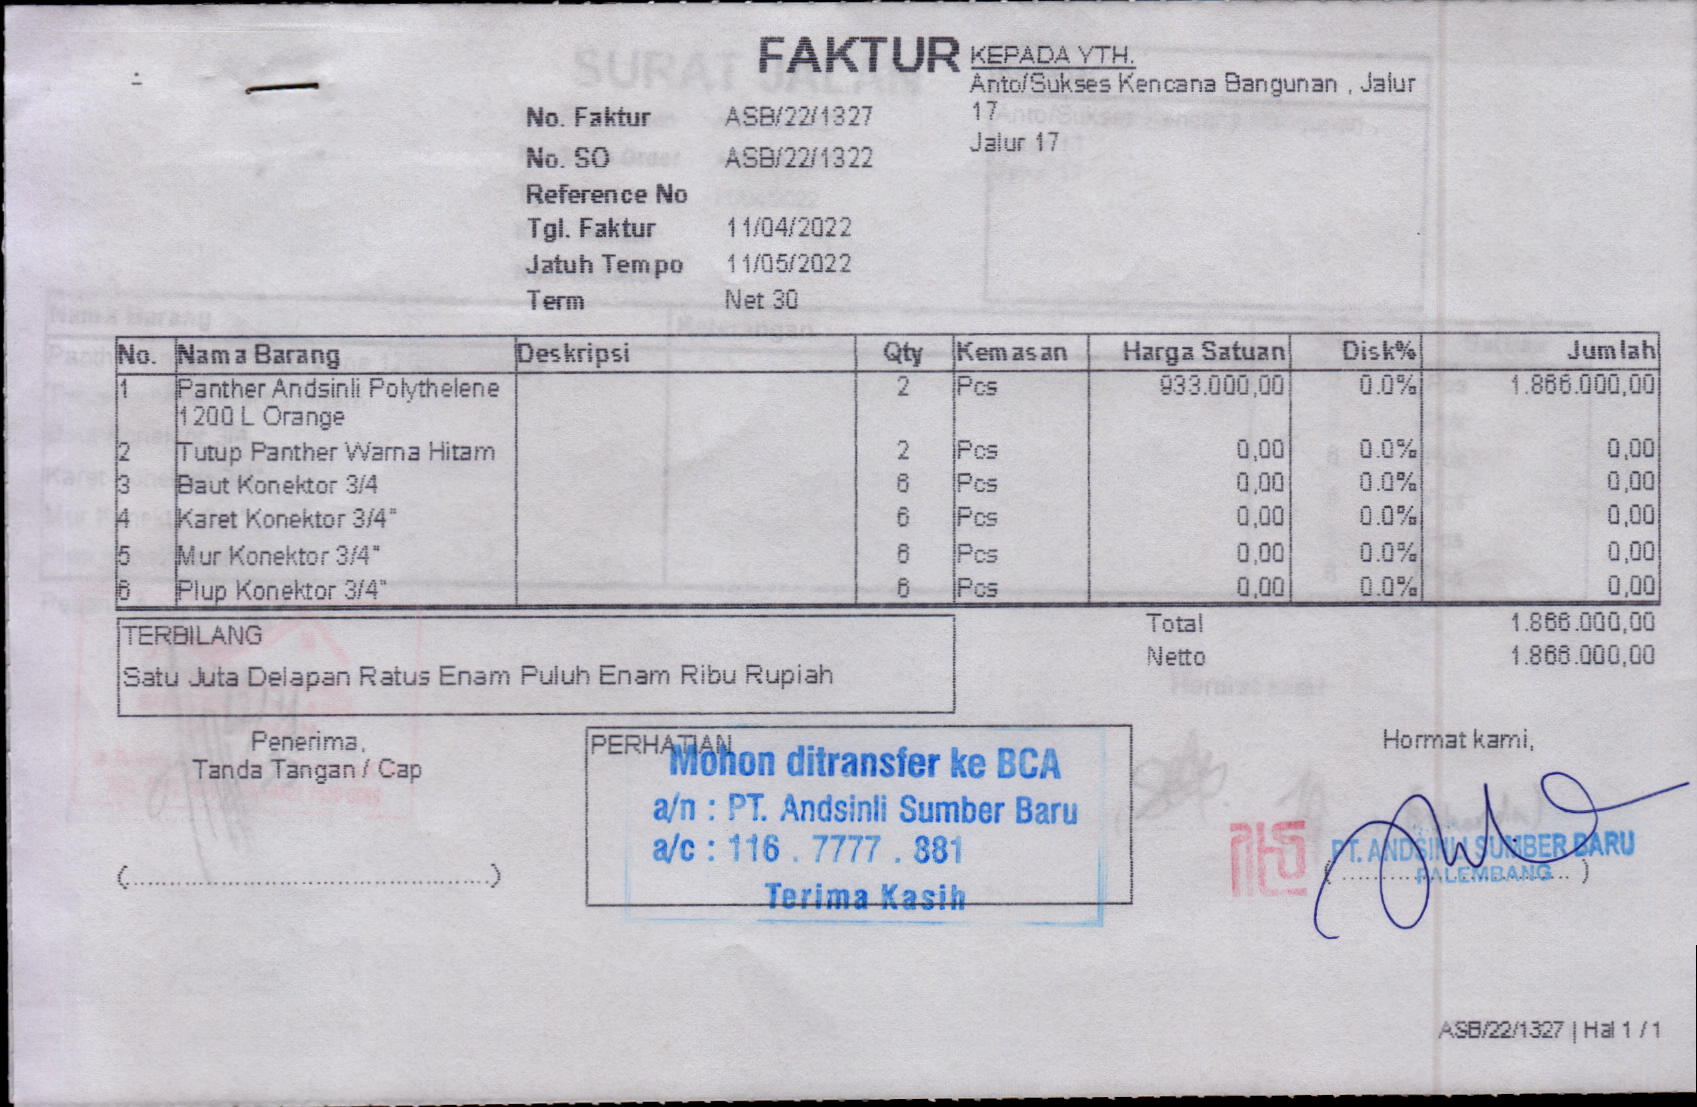 FAKTUR
KEPADA YTH.
Anto/Sukses Kencana Bangunan , Jalur
17
Jalur 17
No. Faktur ASB/22/1327
No. SO ASB/22/1322
Reference No
Tgl. Faktur 11/04/2022
Jatuh Tempo 11/05/2022
Term Net 30
No. Nama Barang Deskripsi Qty Kemasan Harga Satuan Disk% Jumlah
1 Panther Andsinli Polythelene 2 Pcs 933.000,00 0.0% 1.866.000,00
1200 L Orange
2 Tutup Panther Warna Hitam 2 Pcs 0,00 0.0% 0,00
3 Baut Konektor 3/4 6 Pcs 0,00 0.0% 0,00
4 Karet Konektor 3/4" 6 Pcs 0,00 0.0% 0,00
5 Mur Konektor 3/4" 6 Pcs 0,00 0.0% 0,00
6 Plup Konektor 3/4" 6 Pcs 0,00 0.0% 0,00
Total 1.866.000,00
Netto 1.866.000,00
TERBILANG
Satu Juta Delapan Ratus Enam Puluh Enam Ribu Rupiah
Penerima,
Tanda Tangan / Cap
(................................................)
PERHATIAN
Mohon ditransfer ke BCA
a/n : PT. Andsinli Sumber Baru
a/c : 116 . 7777 . 881
Terima Kasih
Hormat kami,
PT. ANDSINLI SUMBER BARU
PALEMBANG
ASB/22/1327 | Hal 1 / 1